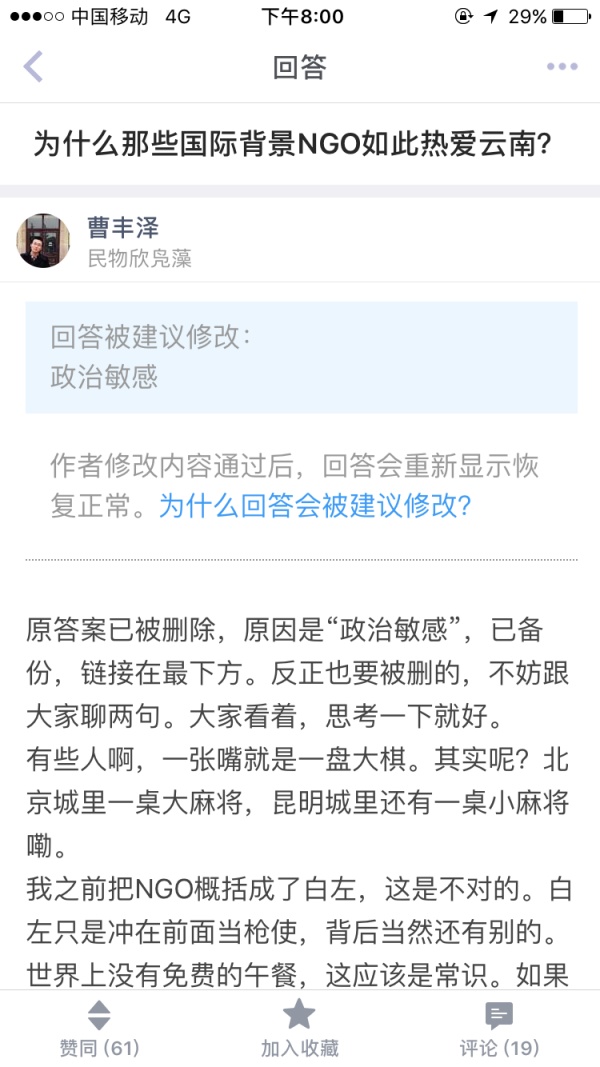 中国移动 4G 下午8:00 29%
回答
为什么那些国际背景NGO如此热爱云南?
曹丰泽
民物欣凫藻
回答被建议修改:
政治敏感
作者修改内容通过后，回答会重新显示恢
复正常。为什么回答会被建议修改?
原答案已被删除，原因是“政治敏感”，已备
份，链接在最下方。反正也要被删的，不妨跟
大家聊两句。大家看着，思考一下就好。
有些人啊，一张嘴就是一盘大棋。其实呢？北
京城里一桌大麻将，昆明城里还有一桌小麻将
嘞。
我之前把NGO概括成了白左，这是不对的。白
左只是冲在前面当枪使，背后当然还有别的。
世界上没有免费的午餐，这应该是常识。如果
赞同 (61) 加入收藏 评论 (19)